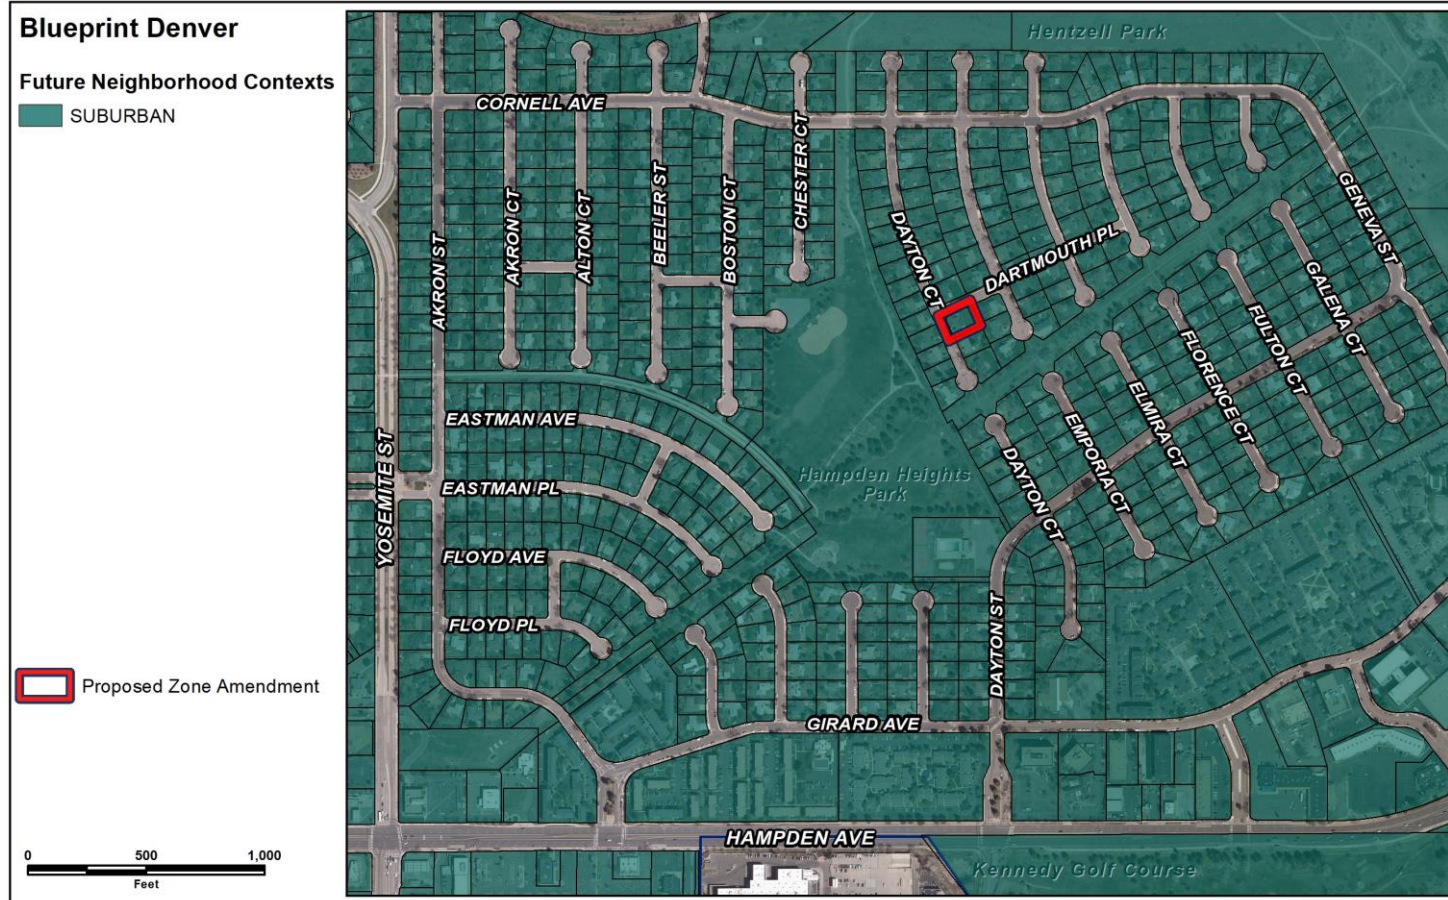 Blueprint Denver
Future Neighborhood Contexts
SUBURBAN
Proposed Zone Amendment
0 500 1,000
Feet
Hentzell Park
CORNELL AVE
CHESTER CT
AKRON ST
AKRON CT
ALTON CT
BEELER ST
BOSTON CT
DAYTON CT
DARTMOUTH PL
GENEVA ST
GALENA CT
FULTON CT
FLORENCE CT
ELMIRA CT
EMPORIA CT
DAYTON CT
YOSEMITE ST
EASTMAN AVE
EASTMAN PL
FLOYD AVE
FLOYD PL
Hampden Heights
Park
DAYTON ST
GIRARD AVE
HAMPDEN AVE
Kennedy Golf Course